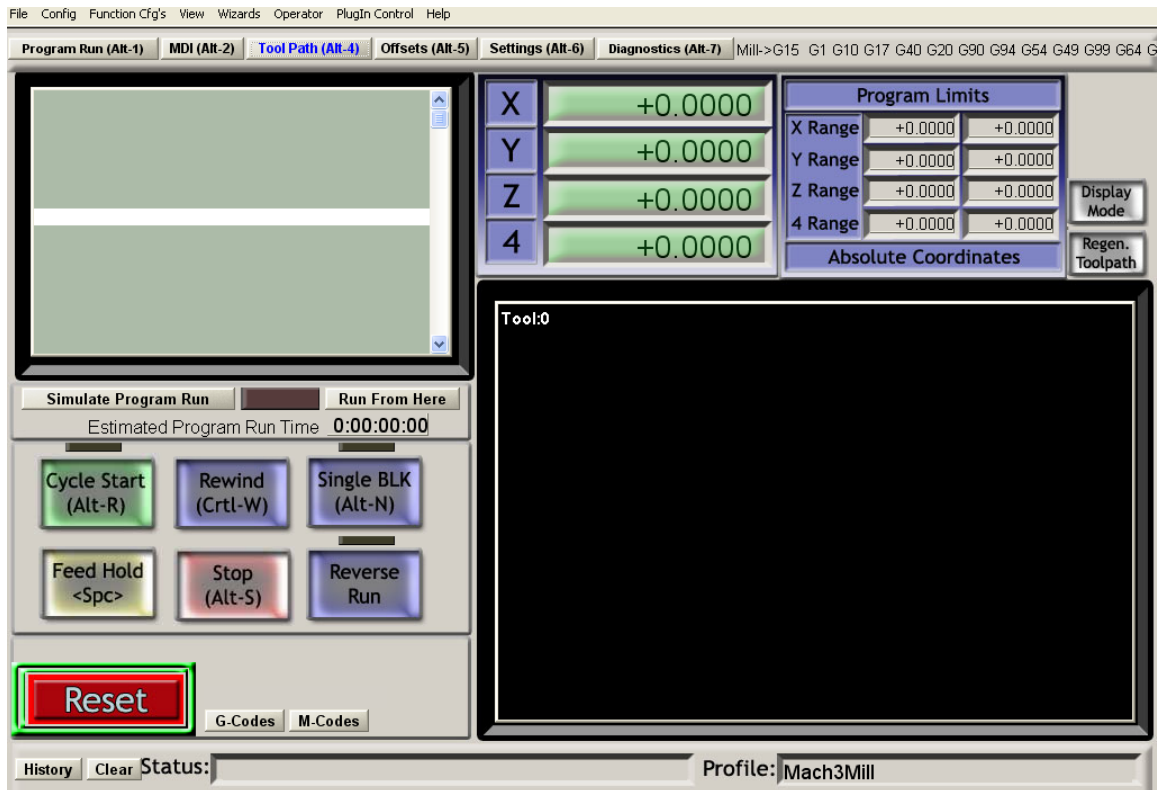 File Config Function Cfg's View Wizards Operator PlugIn Control Help
Program Run (Alt-1) MDI (Alt-2) Tool Path (Alt-4) Offsets (Alt-5) Settings (Alt-6) Diagnostics (Alt-7) Mill->G15 G1 G10 G17 G40 G20 G90 G94 G54 G49 G99 G64 G
X +0.0000
Y +0.0000
Z +0.0000
4 +0.0000
Program Limits
X Range +0.0000 +0.0000
Y Range +0.0000 +0.0000
Z Range +0.0000 +0.0000
4 Range +0.0000 +0.0000
Absolute Coordinates
Display
Mode
Regen.
Toolpath
Tool:0
Simulate Program Run Run From Here
Estimated Program Run Time 0:00:00:00
Cycle Start
(Alt-R)
Rewind
(Crtl-W)
Single BLK
(Alt-N)
Feed Hold
<Spc>
Stop
(Alt-S)
Reverse
Run
Reset
G-Codes M-Codes
History Clear Status: Profile: Mach3Mill